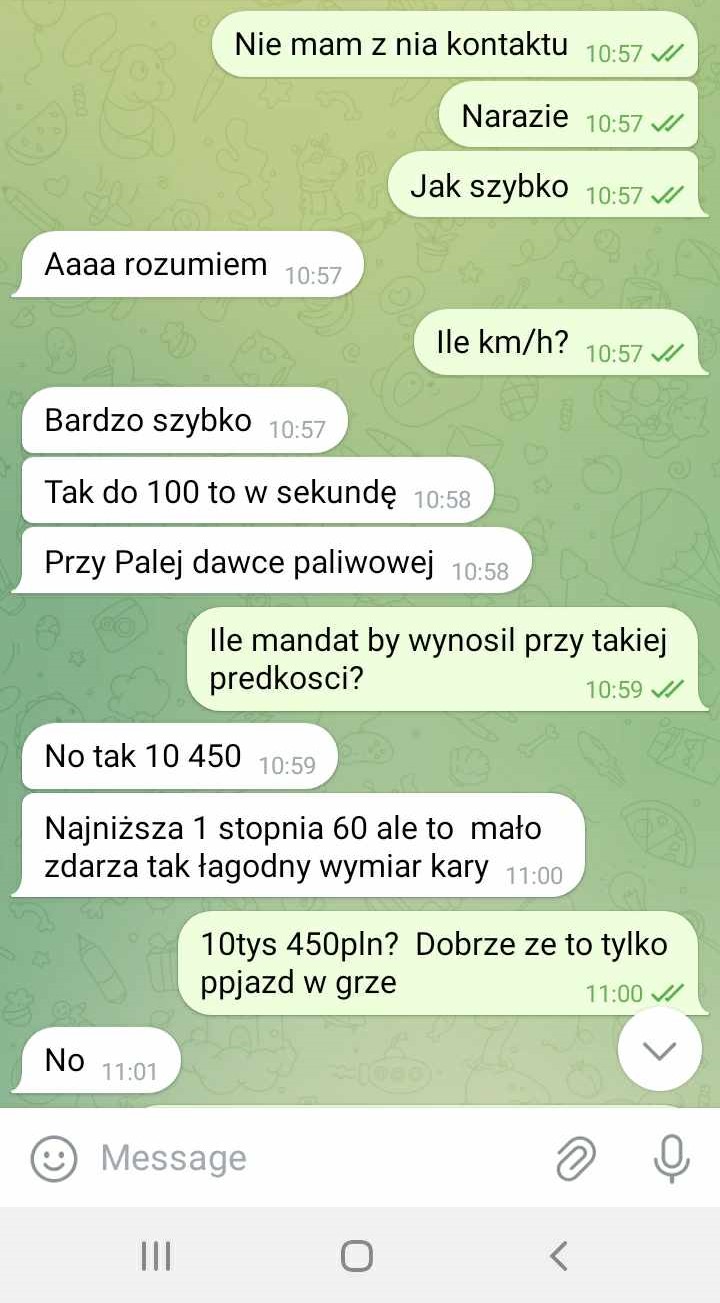 Nie mam z nia kontaktu 10:57
Narazie 10:57
Jak szybko 10:57
Aaaa rozumiem 10:57
Ile km/h? 10:57
Bardzo szybko 10:57
Tak do 100 to w sekundę 10:58
Przy Palej dawce paliwowej 10:58
Ile mandat by wynosil przy takiej
predkosci? 10:59
No tak 10 450 10:59
Najniższa 1 stopnia 60 ale to mało
zdarza tak łagodny wymiar kary 11:00
10tys 450pln? Dobrze ze to tylko
ppjazd w grze 11:00
No 11:01
Message